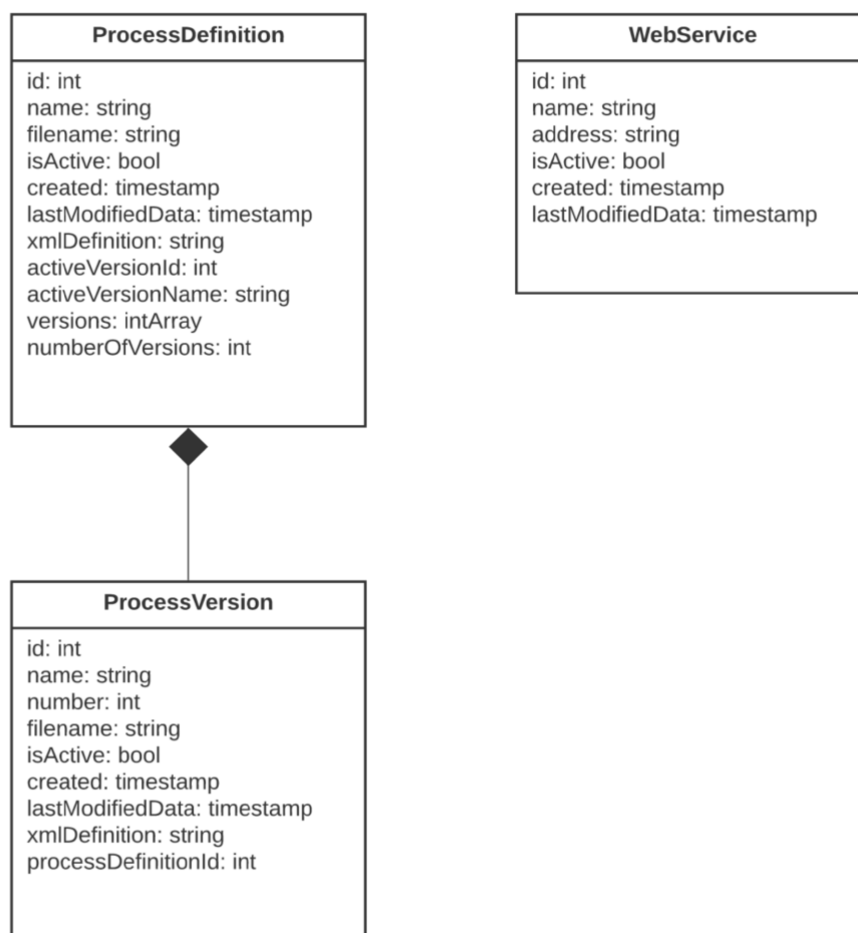 ProcessDefinition
id: int
name: string
filename: string
isActive: bool
created: timestamp
lastModifiedData: timestamp
xmlDefinition: string
activeVersionId: int
activeVersionName: string
versions: intArray
numberOfVersions: int
WebService
id: int
name: string
address: string
isActive: bool
created: timestamp
lastModifiedData: timestamp
ProcessVersion
id: int
name: string
number: int
filename: string
isActive: bool
created: timestamp
lastModifiedData: timestamp
xmlDefinition: string
processDefinitionId: int